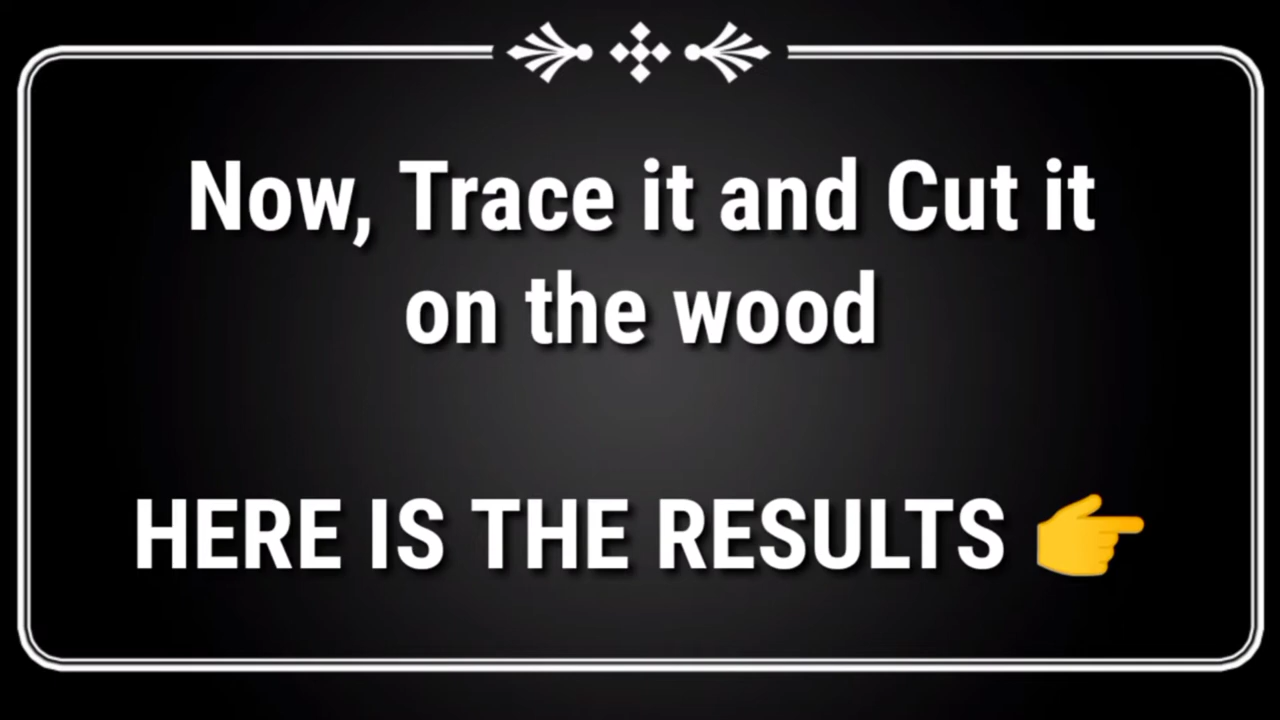 Now, Trace it and Cut it
on the wood
HERE IS THE RESULTS 👉